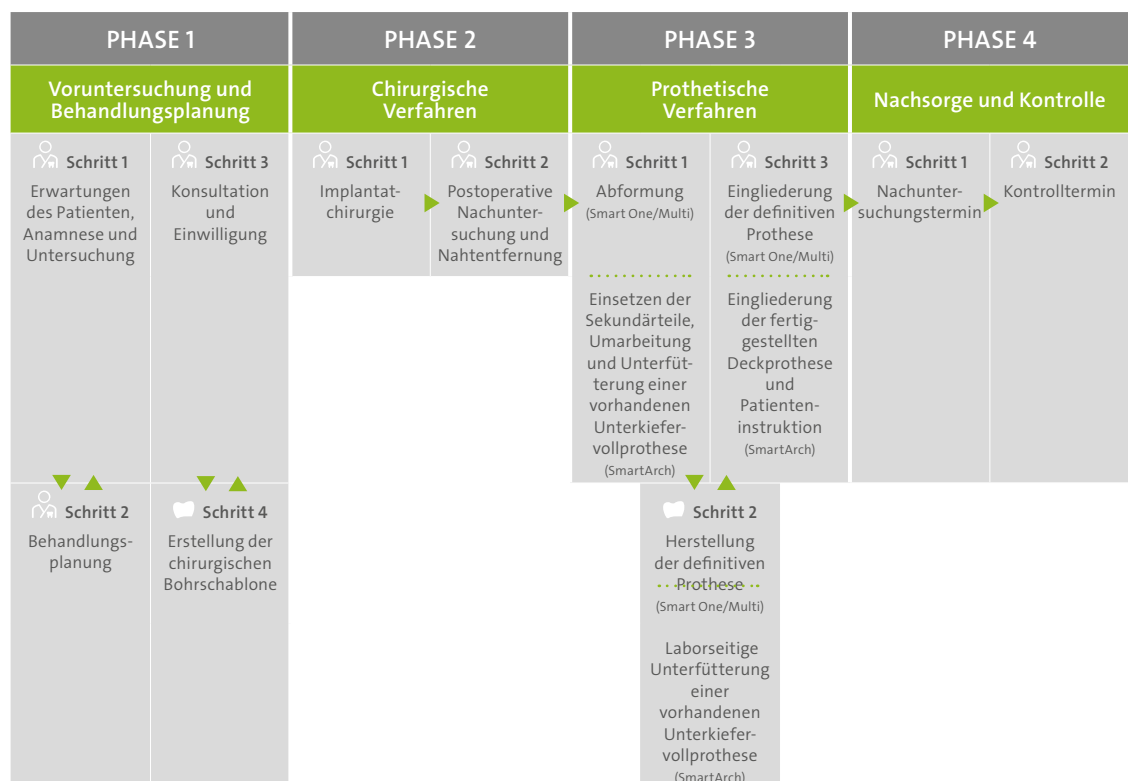 PHASE 1
Voruntersuchung und
Behandlungsplanung
Schritt 1
Erwartungen
des Patienten,
Anamnese und
Untersuchung
Schritt 2
Behandlungs-
planung
Schritt 3
Konsultation
und
Einwilligung
Schritt 4
Erstellung der
chirurgischen
Bohrschablone
PHASE 2
Chirurgische
Verfahren
Schritt 1
Implantat-
chirurgie
Schritt 2
Postoperative
Nachunter-
suchung und
Nahtentfernung
PHASE 3
Prothetische
Verfahren
Schritt 1
Abformung
(Smart One/Multi)
Einsetzen der
Sekundärteile,
Umarbeitung
und Unterfüt-
terung einer
vorhandenen
Unterkiefer-
vollprothese
(SmartArch)
Schritt 2
Herstellung
der definitiven
Prothese
(Smart One/Multi)
Laborseitige
Unterfütterung
einer
vorhandenen
Unterkiefer-
vollprothese
(SmartArch)
Schritt 3
Eingliederung
der definitiven
Prothese
(Smart One/Multi)
Eingliederung
der fertig-
gestellten
Deckprothese
und
Patienten-
instruktion
(SmartArch)
PHASE 4
Nachsorge und Kontrolle
Schritt 1
Nachunter-
suchungstermin
Schritt 2
Kontrolltermin